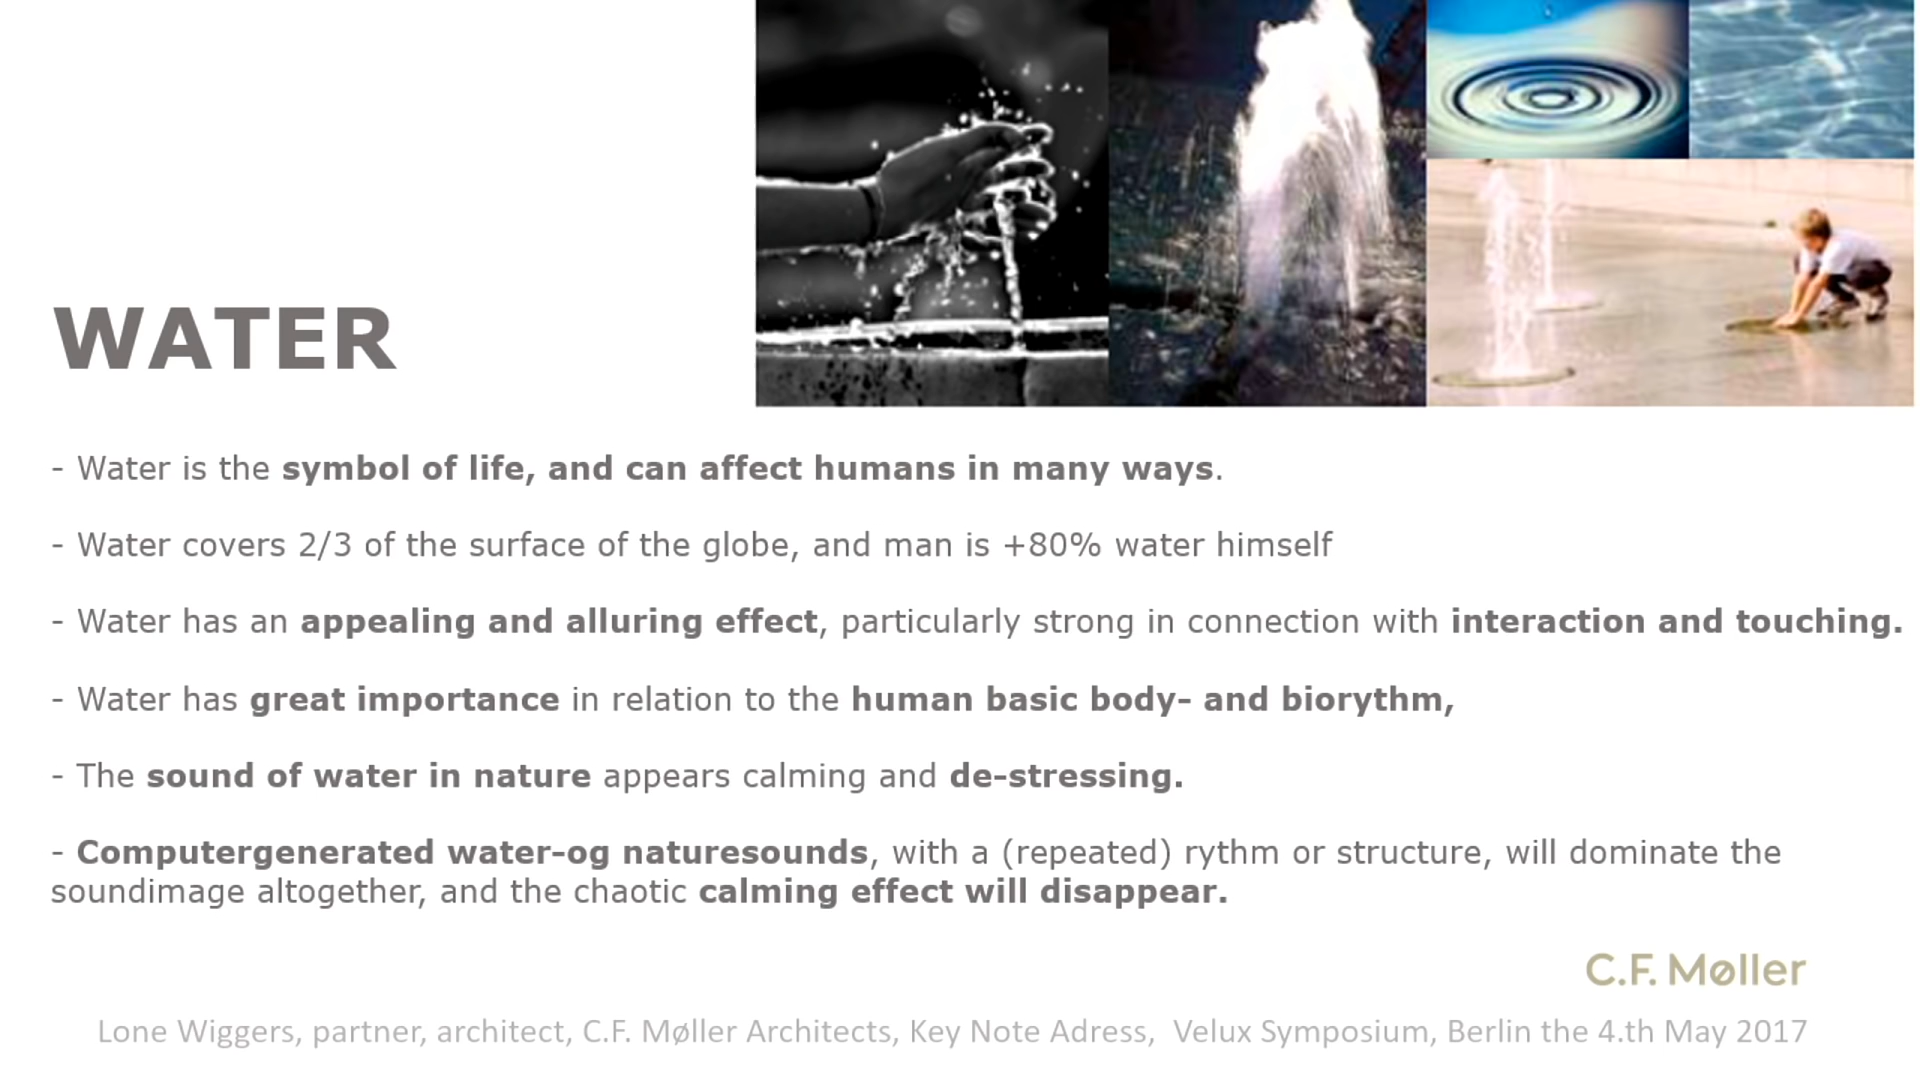 WATER
- Water is the symbol of life, and can affect humans in many ways.
- Water covers 2/3 of the surface of the globe, and man is +80% water himself
- Water has an appealing and alluring effect, particularly strong in connection with interaction and touching.
- Water has great importance in relation to the human basic body- and biorythm,
- The sound of water in nature appears calming and de-stressing.
- Computergenerated water-og naturesounds, with a (repeated) rythm or structure, will dominate the
soundimage altogether, and the chaotic calming effect will disappear.
C.F. Møller
Lone Wiggers, partner, architect, C.F. Møller Architects, Key Note Adress,  Velux Symposium, Berlin the 4.th May 2017